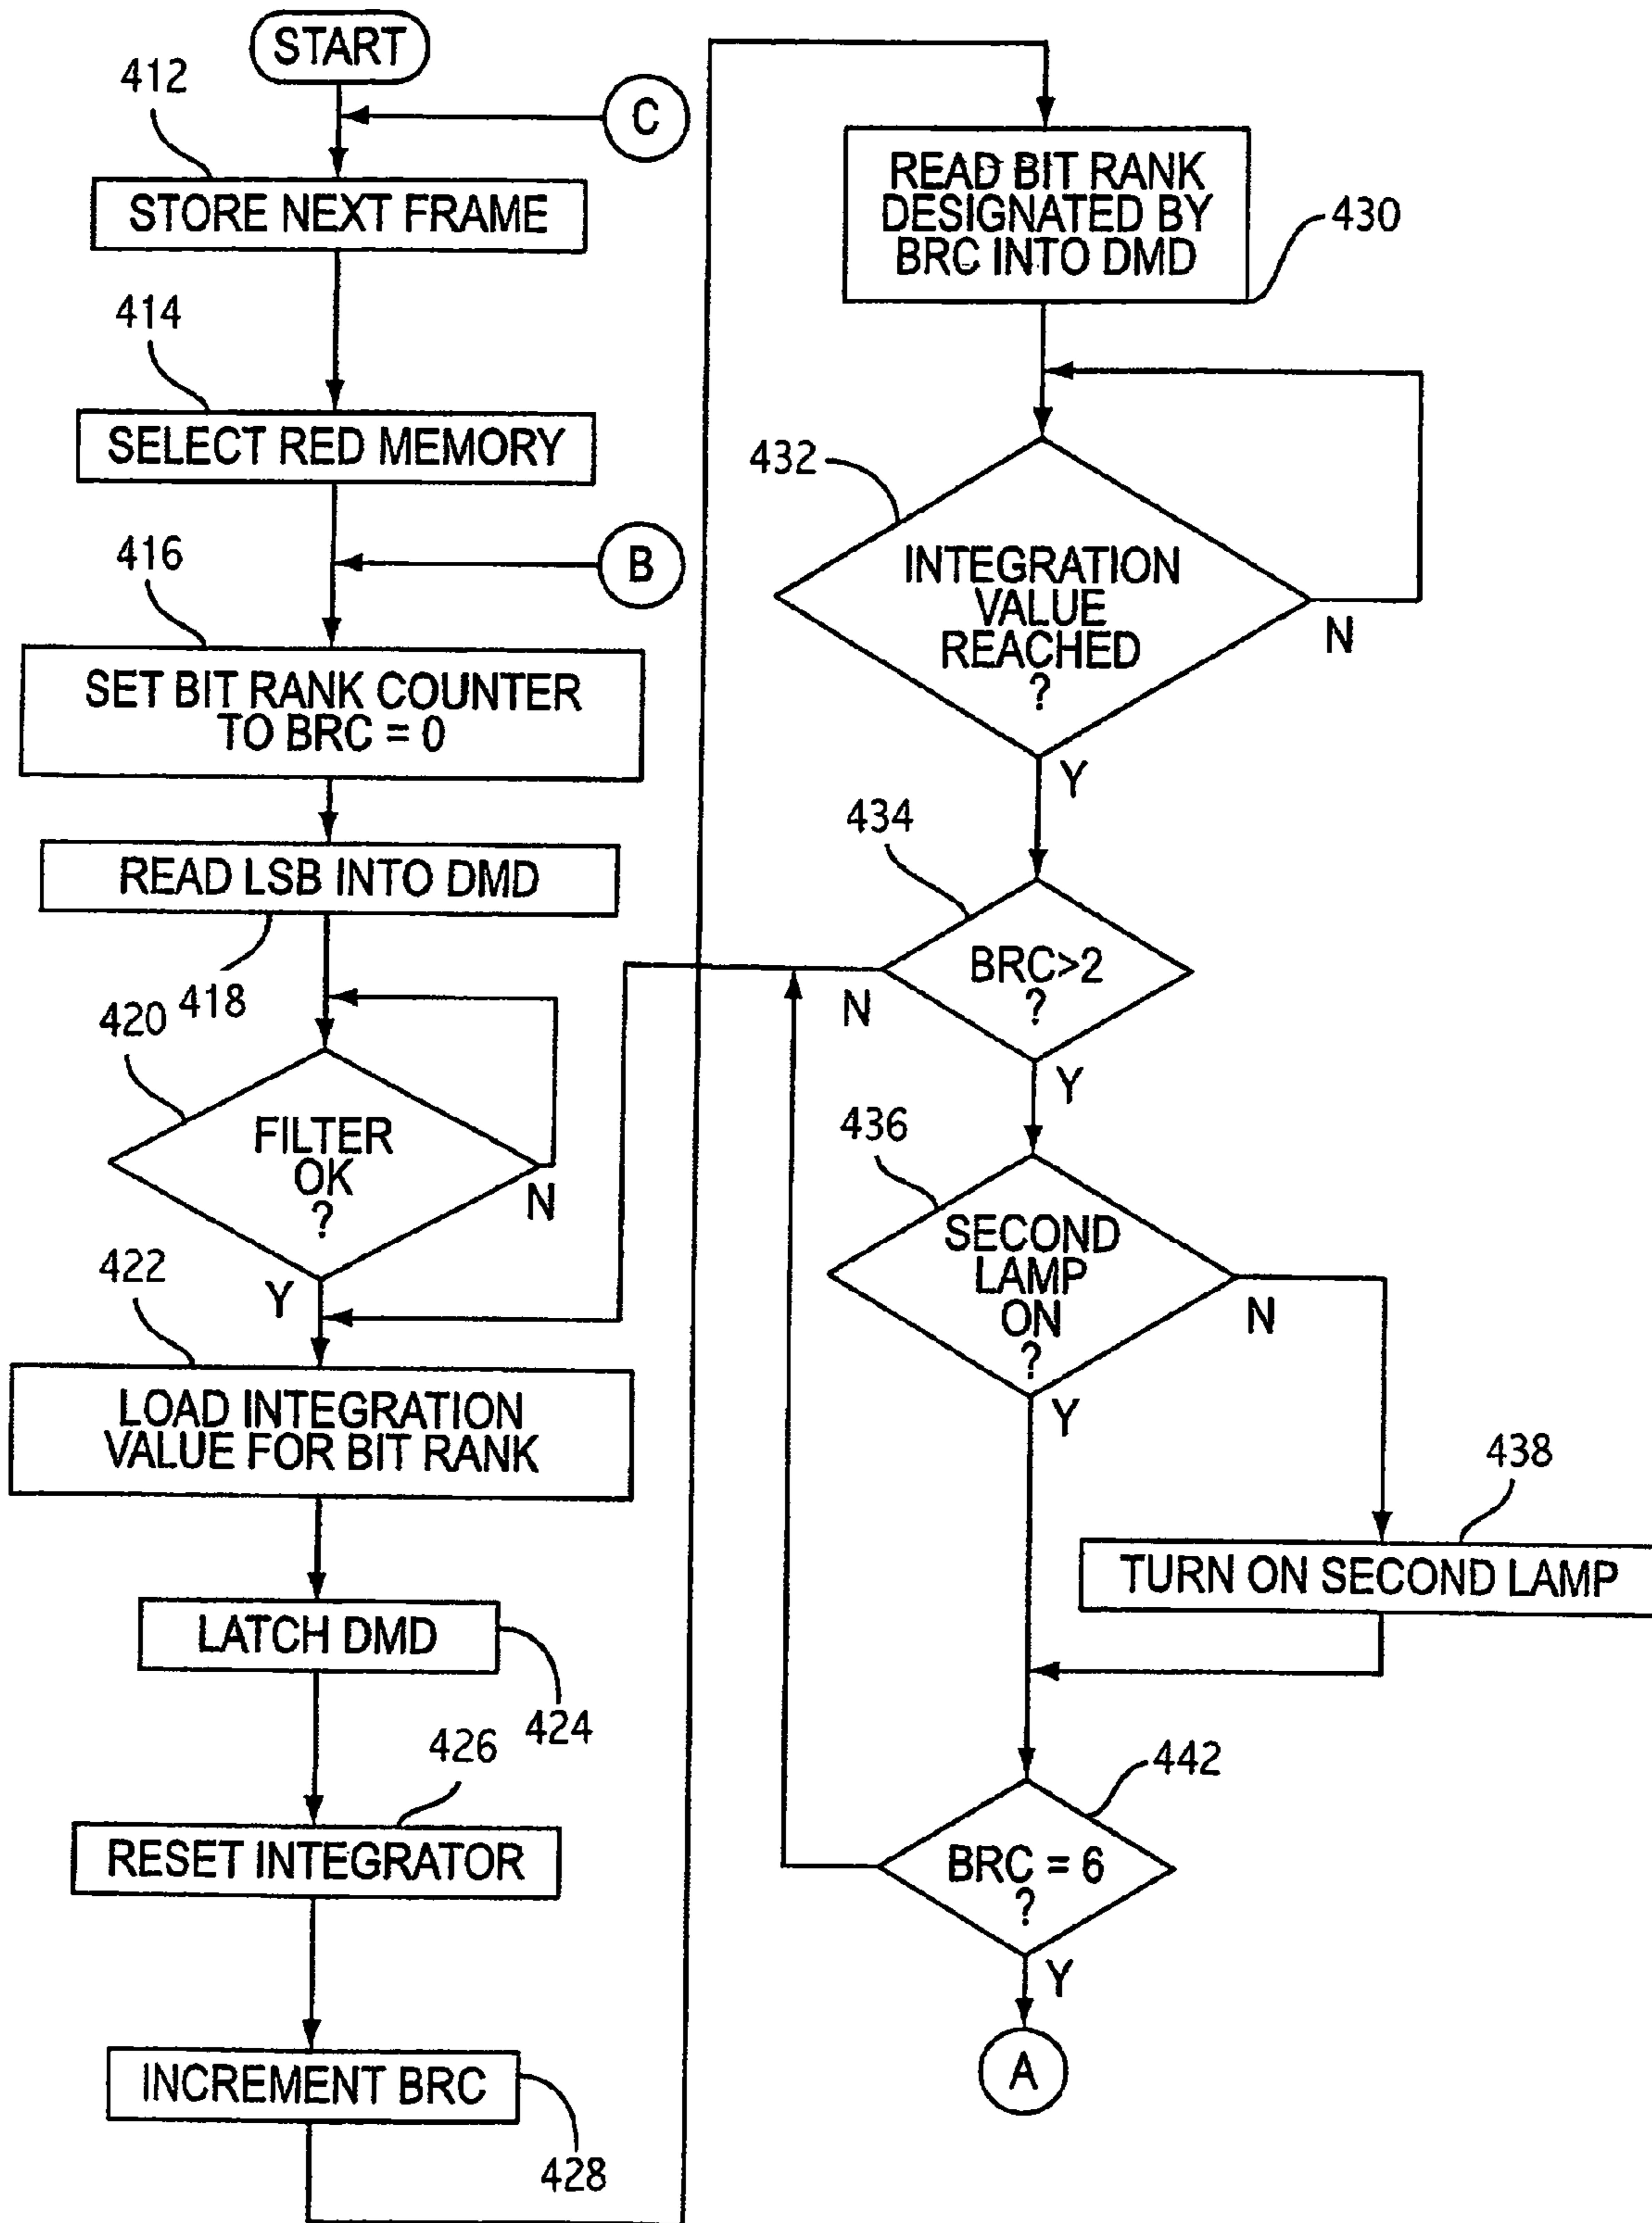 START
412
C
STORE NEXT FRAME
414
SELECT RED MEMORY
416
B
SET BIT RANK COUNTER
TO BRC = 0
READ LSB INTO DMD
418
420
FILTER
OK
?
N
Y
422
LOAD INTEGRATION
VALUE FOR BIT RANK
LATCH DMD
424
426
RESET INTEGRATOR
INCREMENT BRC
428
READ BIT RANK
DESIGNATED BY
BRC INTO DMD
430
432
INTEGRATION
VALUE
REACHED
?
N
Y
434
BRC>2
?
N
Y
436
SECOND
LAMP
ON
?
N
Y
438
TURN ON SECOND LAMP
442
BRC = 6
?
Y
A